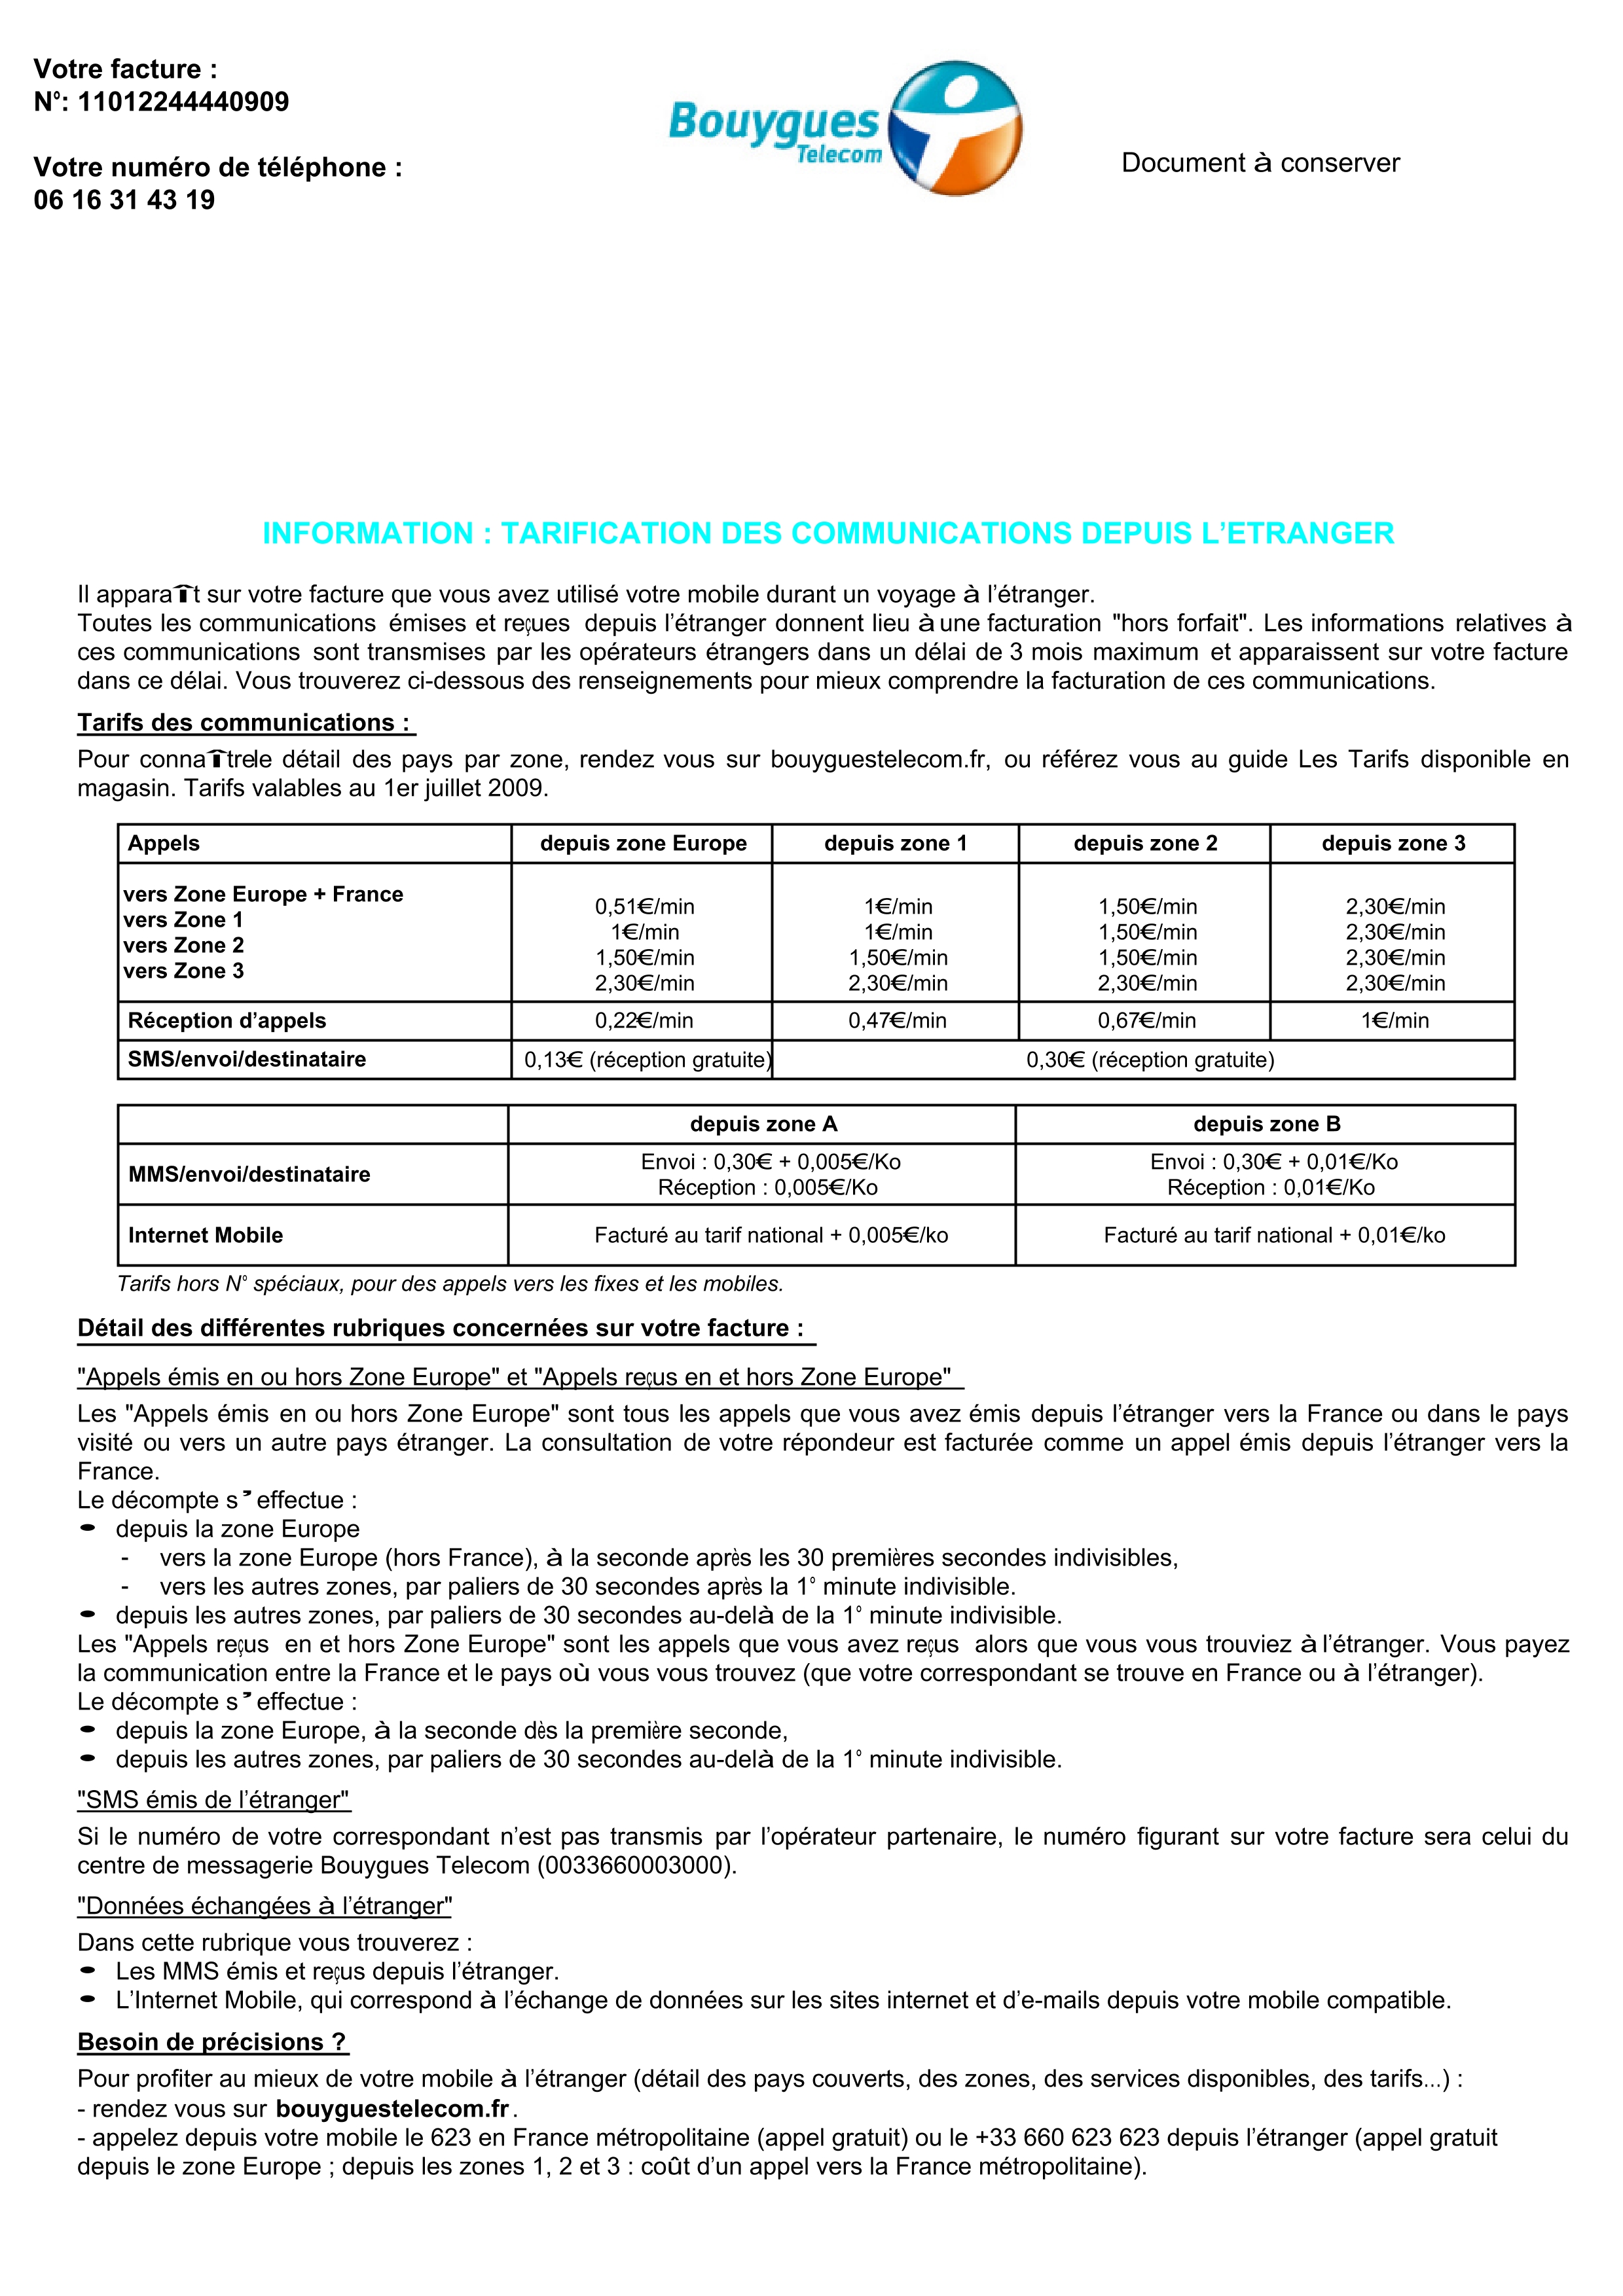 Votre facture :
N°: 11012244440909
Votre numéro de téléphone :
06 16 31 43 19
Bouygues
Telecom
Document à conserver
INFORMATION : TARIFICATION DES COMMUNICATIONS DEPUIS L’ETRANGER
Il apparaît sur votre facture que vous avez utilisé votre mobile durant un voyage à l’étranger.
Toutes les communications émises et reçues depuis l’étranger donnent lieu à une facturation "hors forfait". Les informations relatives à
ces communications sont transmises par les opérateurs étrangers dans un délai de 3 mois maximum et apparaissent sur votre facture
dans ce délai. Vous trouverez ci-dessous des renseignements pour mieux comprendre la facturation de ces communications.
Tarifs des communications :
Pour connaître le détail des pays par zone, rendez vous sur bouyguestelecom.fr, ou référez vous au guide Les Tarifs disponible en
magasin. Tarifs valables au 1er juillet 2009.
Appels depuis zone Europe depuis zone 1 depuis zone 2 depuis zone 3
vers Zone Europe + France 0,51€/min 1€/min 1,50€/min 2,30€/min
vers Zone 1 1€/min 1€/min 1,50€/min 2,30€/min
vers Zone 2 1,50€/min 1,50€/min 1,50€/min 2,30€/min
vers Zone 3 2,30€/min 2,30€/min 2,30€/min 2,30€/min
Réception d’appels 0,22€/min 0,47€/min 0,67€/min 1€/min
SMS/envoi/destinataire 0,13€ (réception gratuite) 0,30€ (réception gratuite)
depuis zone A depuis zone B
MMS/envoi/destinataire Envoi : 0,30€ + 0,005€/Ko Envoi : 0,30€ + 0,01€/Ko
Réception : 0,005€/Ko Réception : 0,01€/Ko
Internet Mobile Facturé au tarif national + 0,005€/ko Facturé au tarif national + 0,01€/ko
Tarifs hors N° spéciaux, pour des appels vers les fixes et les mobiles.
Détail des différentes rubriques concernées sur votre facture :
"Appels émis en ou hors Zone Europe" et "Appels reçus en et hors Zone Europe"
Les "Appels émis en ou hors Zone Europe" sont tous les appels que vous avez émis depuis l’étranger vers la France ou dans le pays
visité ou vers un autre pays étranger. La consultation de votre répondeur est facturée comme un appel émis depuis l’étranger vers la
France.
Le décompte s’effectue :
• depuis la zone Europe
- vers la zone Europe (hors France), à la seconde après les 30 premières secondes indivisibles,
- vers les autres zones, par paliers de 30 secondes après la 1° minute indivisible.
• depuis les autres zones, par paliers de 30 secondes au-delà de la 1° minute indivisible.
Les "Appels reçus en et hors Zone Europe" sont les appels que vous avez reçus alors que vous vous trouviez à l’étranger. Vous payez
la communication entre la France et le pays où vous vous trouvez (que votre correspondant se trouve en France ou à l’étranger).
Le décompte s’effectue :
• depuis la zone Europe, à la seconde dès la première seconde,
• depuis les autres zones, par paliers de 30 secondes au-delà de la 1° minute indivisible.
"SMS émis de l’étranger"
Si le numéro de votre correspondant n’est pas transmis par l’opérateur partenaire, le numéro figurant sur votre facture sera celui du
centre de messagerie Bouygues Telecom (0033660003000).
"Données échangées à l’étranger"
Dans cette rubrique vous trouverez :
• Les MMS émis et reçus depuis l’étranger.
• L’Internet Mobile, qui correspond à l’échange de données sur les sites internet et d’e-mails depuis votre mobile compatible.
Besoin de précisions ?
Pour profiter au mieux de votre mobile à l’étranger (détail des pays couverts, des zones, des services disponibles, des tarifs...) :
- rendez vous sur bouyguestelecom.fr.
- appelez depuis votre mobile le 623 en France métropolitaine (appel gratuit) ou le +33 660 623 623 depuis l’étranger (appel gratuit
depuis le zone Europe ; depuis les zones 1, 2 et 3 : coût d’un appel vers la France métropolitaine).